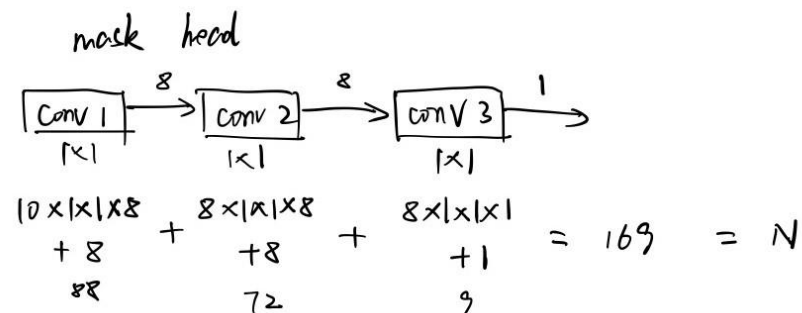 mask head
8 8 1
Conv 1 conv 2 conv 3
1×1 1×1 1×1
10×1×1×8 + 8×1×1×8 + 8×1×1×1 = 169 = N
+ 8 +8 +1
88 72 9